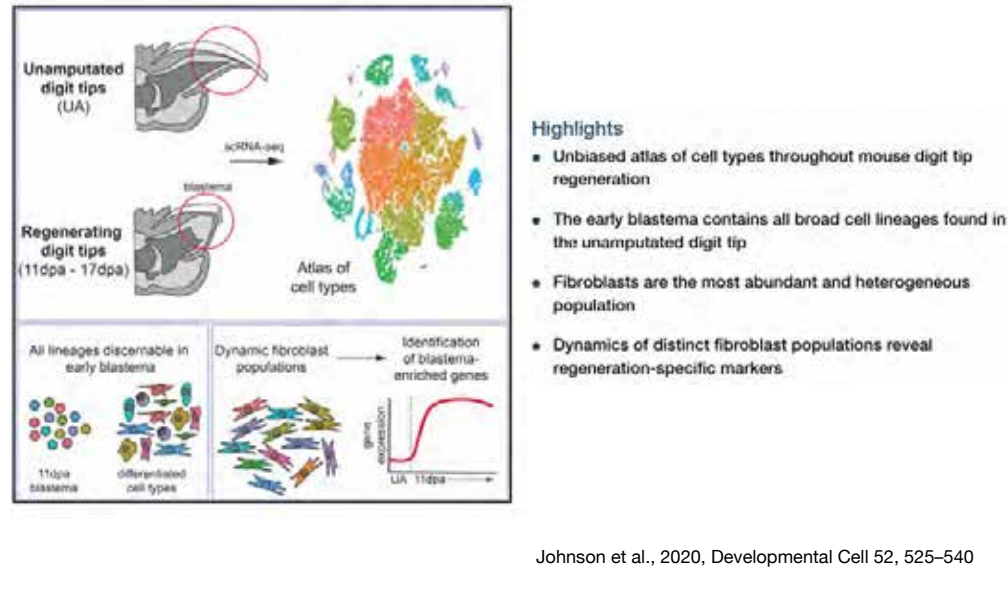 Unamputated
digit tips
(UA)
scRNA-seq
blastema
Regenerating
digit tips
(11dpa - 17dpa)
Atlas of
cell types
All lineages discernable in
early blastema
11dpa
blastema
differentiated
cell types
Dynamic fibroblast
populations
Identification
of blastema-
enriched genes
gene
expression
UA 11dpa
Highlights
Unbiased atlas of cell types throughout mouse digit tip
regeneration
The early blastema contains all broad cell lineages found in
the unamputated digit tip
Fibroblasts are the most abundant and heterogeneous
population
Dynamics of distinct fibroblast populations reveal
regeneration-specific markers
Johnson et al., 2020, Developmental Cell 52, 525–540